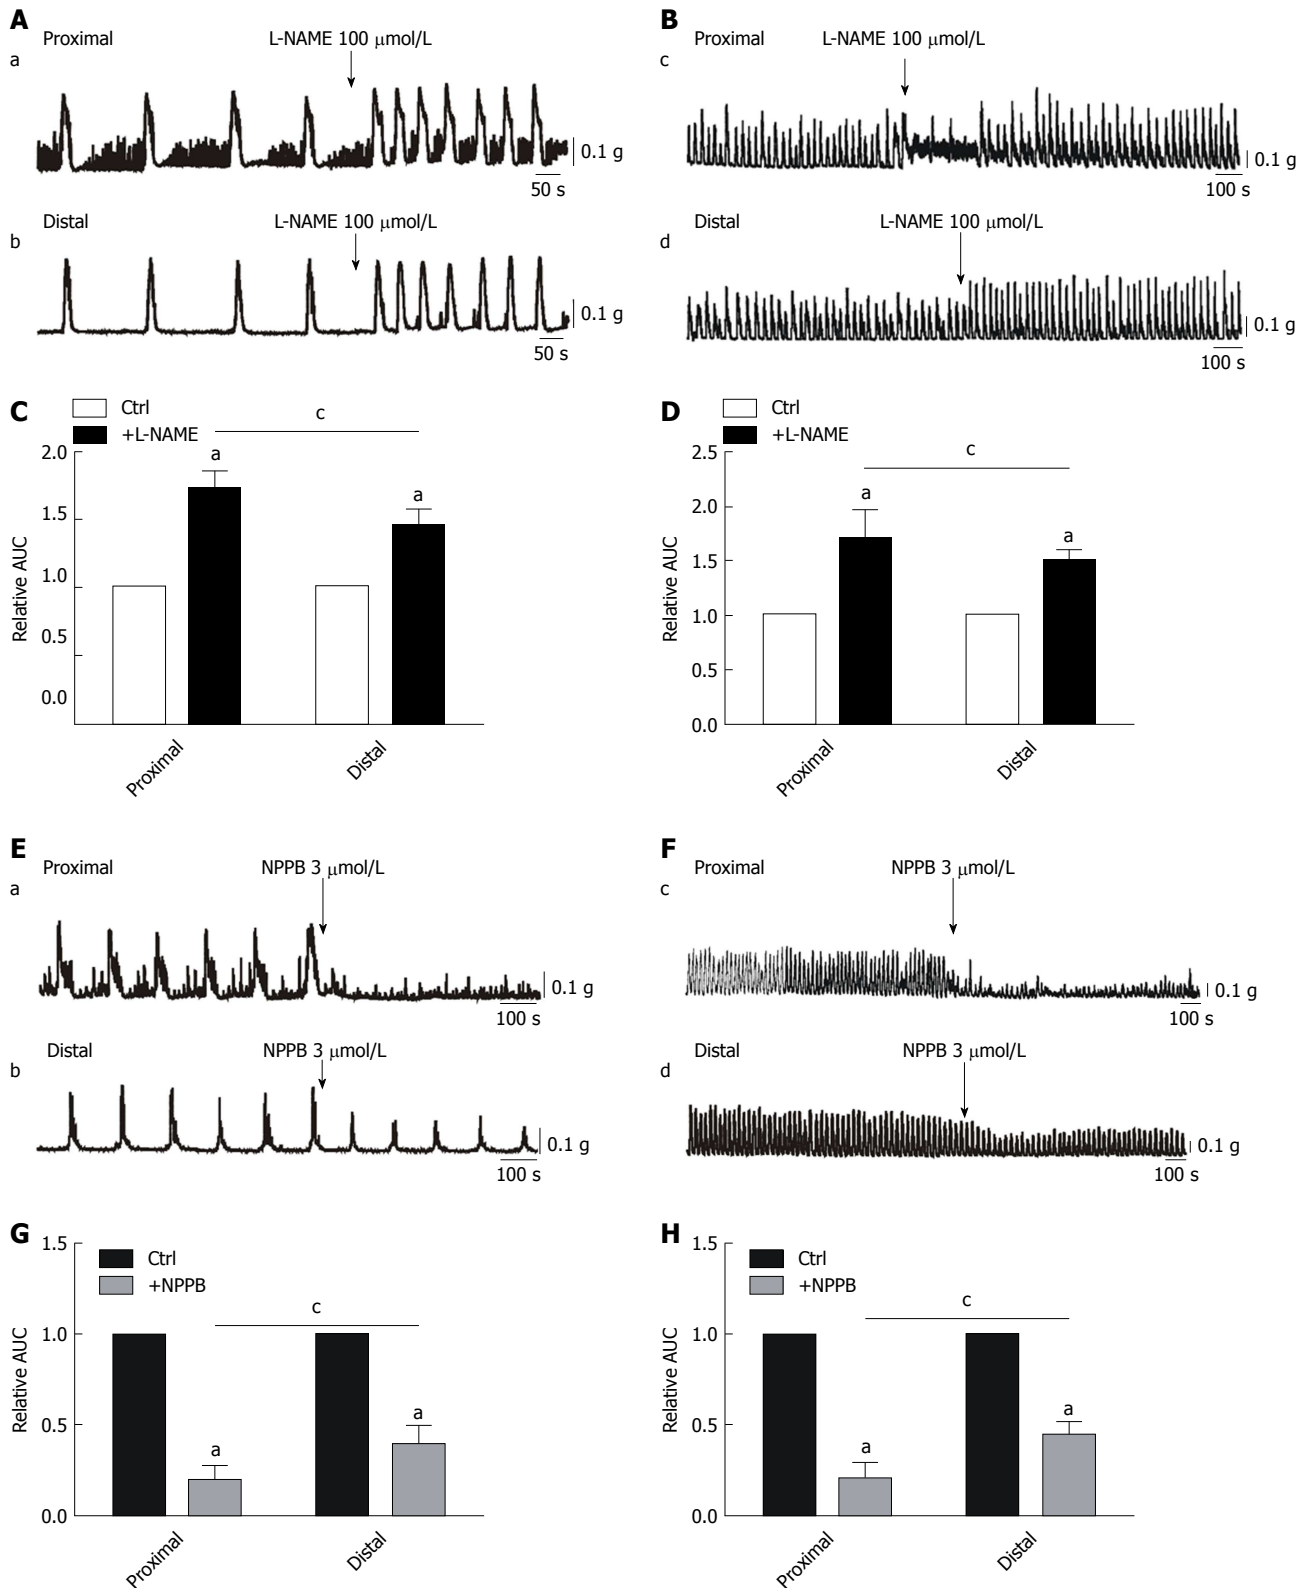 A
Proximal
L-NAME 100 μmol/L
a
0.1 g
50 s
Distal
L-NAME 100 μmol/L
b
0.1 g
50 s
B
Proximal
L-NAME 100 μmol/L
c
0.1 g
100 s
Distal
L-NAME 100 μmol/L
d
0.1 g
100 s
C
Ctrl
+L-NAME
c
a
a
2.0
1.5
1.0
0.5
0.0
Relative AUC
Proximal
Distal
D
Ctrl
+L-NAME
c
a
a
2.5
2.0
1.5
1.0
0.5
0.0
Relative AUC
Proximal
Distal
E
Proximal
NPPB 3 μmol/L
a
0.1 g
100 s
Distal
NPPB 3 μmol/L
b
0.1 g
100 s
F
Proximal
NPPB 3 μmol/L
c
0.1 g
100 s
Distal
NPPB 3 μmol/L
d
0.1 g
100 s
G
Ctrl
+NPPB
c
a
a
1.5
1.0
0.5
0.0
Relative AUC
Proximal
Distal
H
Ctrl
+NPPB
c
a
a
1.5
1.0
0.5
0.0
Relative AUC
Proximal
Distal